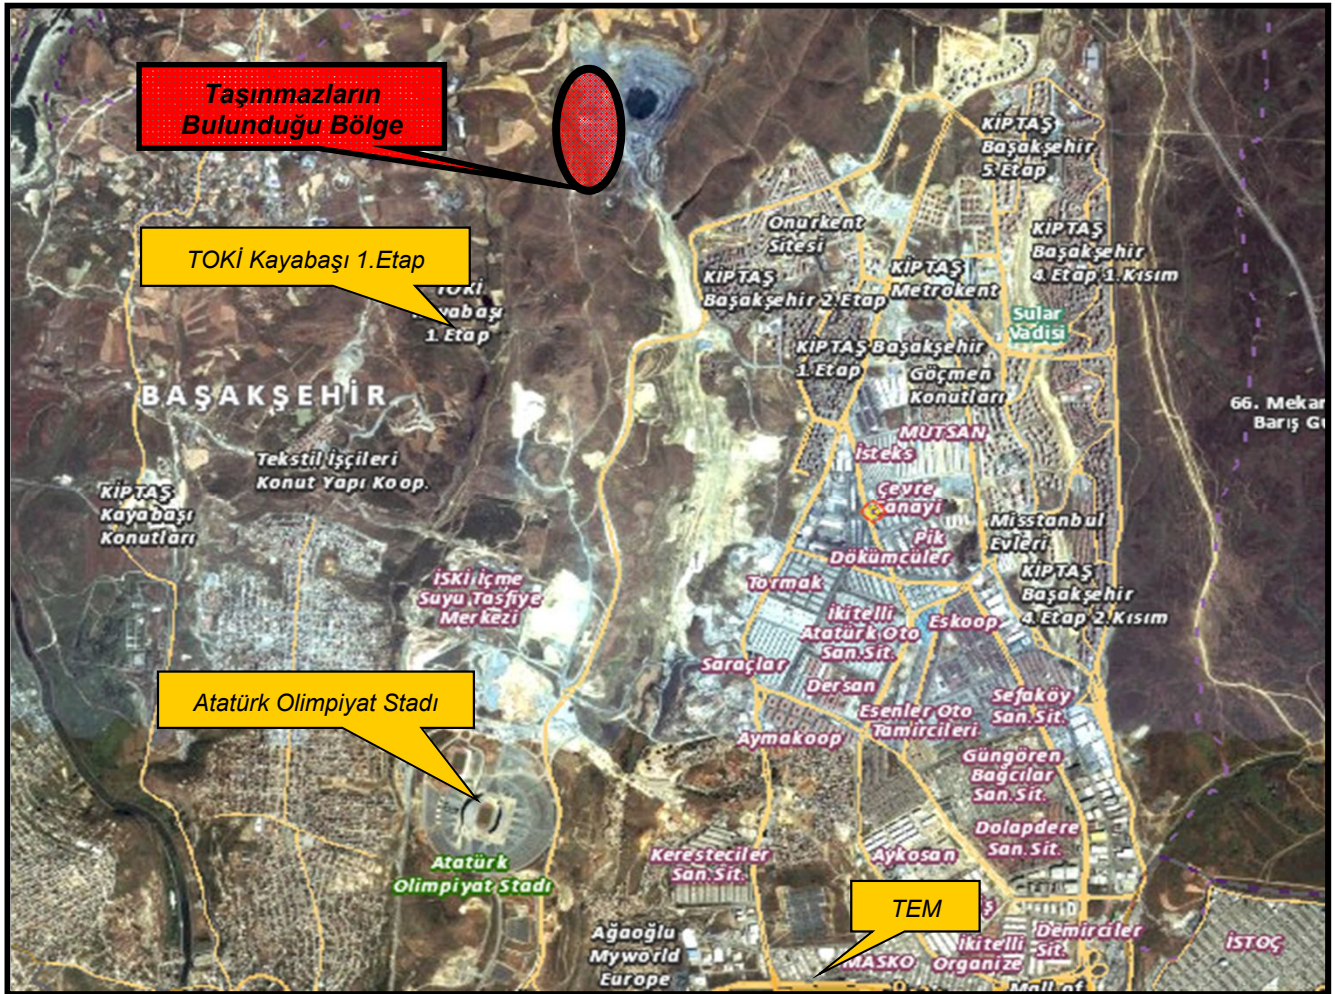 Taşınmazların
Bulunduğu Bölge
KİPTAŞ
Başakşehir
5.Etap
Onurkent
Sitesi
KİPTAŞ
Başakşehir
4.Etap 1.Kısım
TOKİ Kayabaşı 1.Etap
KİPTAŞ
Başakşehir 2.Etap
KİPTAŞ
Metrokent
TOKİ
1.Etap
Sular
Vadisi
KİPTAŞ Başakşehir
1.Etap
Göçmen
Konutları
BAŞAKŞEHİR
66. Mekan
Barış
MUTSAN
İsteks
Tekstil İşçileri
Konut Yapı Koop.
KİPTAŞ
Kayabaşı
Konutları
Çevre
Sanayi
Misstanbul
Evleri
Pik
Dökümcüler
İSKİ İçme
Suyu Tasfiye
Merkezi
Tormak
KİPTAŞ
Başakşehir
4.Etap 2.Kısım
İkitelli
Atatürk Oto
San.Sit.
Eskoop
Saraçlar
Dersan
Sefaköy
San.Sit.
Atatürk Olimpiyat Stadı
Esenler Oto
Tamircileri
Aymakoop
Güngören
Bağcılar
San.Sit.
Dolapdere
San.Sit.
Atatürk
Olimpiyat Stadı
Keresteciler
San.Sit.
Aykosan
TEM
Ağaoğlu
Myworld
Europe
Demirciler
Sit.
İkitelli
Organize
MASKO
İSTOÇ
Mall of